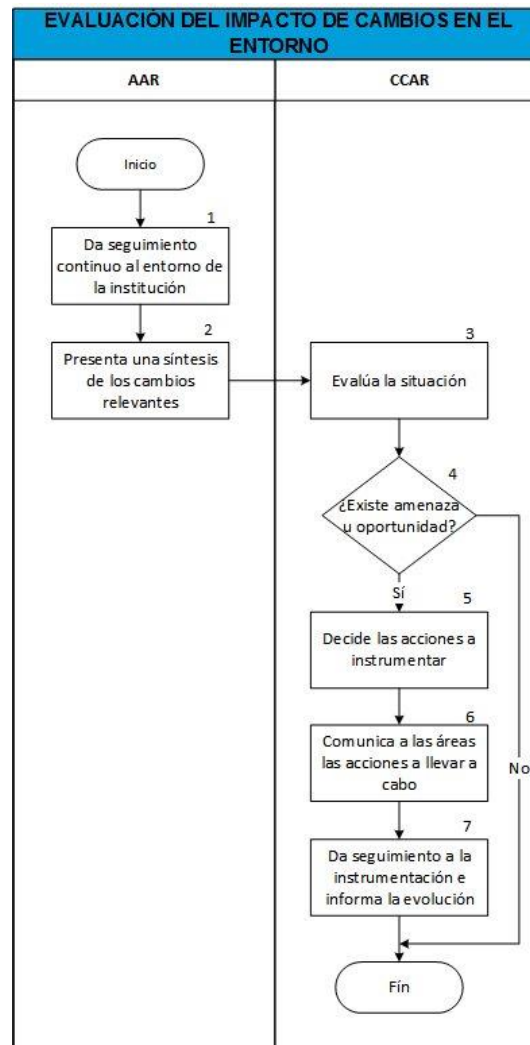 EVALUACIÓN DEL IMPACTO DE CAMBIOS EN EL
ENTORNO
AAR
CCAR
Inicio
1
Da seguimiento
continuo al entorno de
la institución
2
Presenta una síntesis
de los cambios
relevantes
3
Evalúa la situación
4
¿Existe amenaza
u oportunidad?
Sí
5
Decide las acciones a
instrumentar
6
Comunica a las áreas
las acciones a llevar a
cabo
No
7
Da seguimiento a la
instrumentación e
informa la evolución
Fín